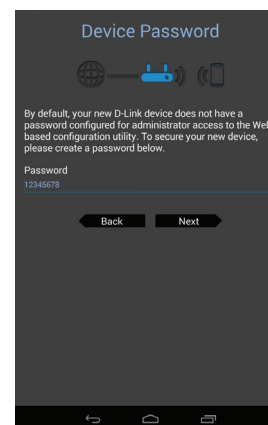 Device Password
By default, your new D-Link device does not have a
password configured for administrator access to the Web
based configuration utility. To secure your new device,
please create a password below.
Password
12345678
Back Next